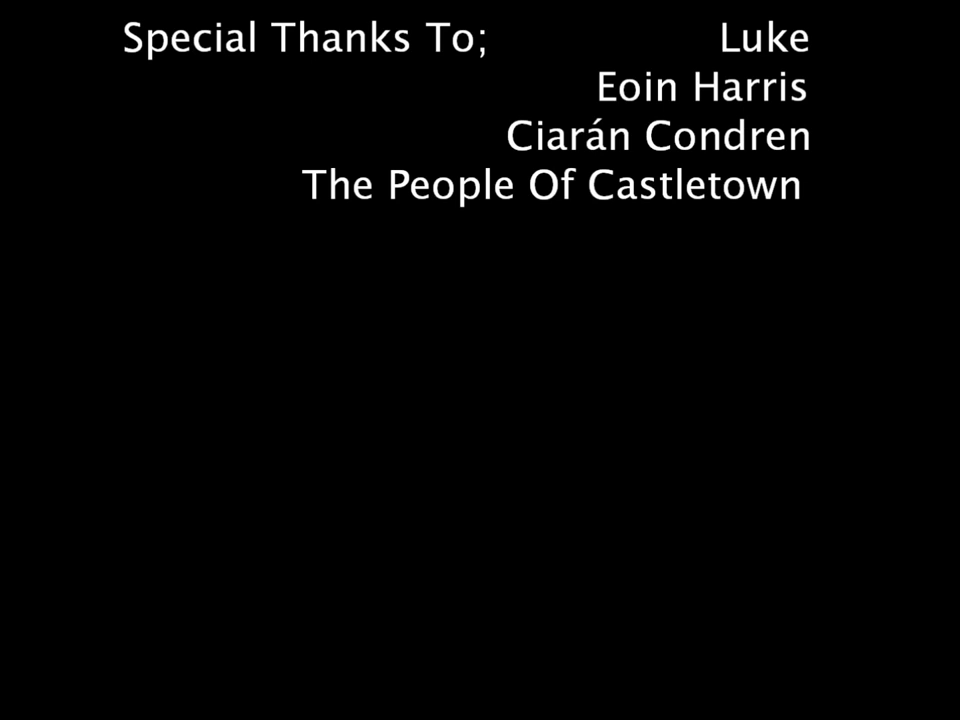 Special Thanks To; Luke
Eoin Harris
Ciarán Condren
The People Of Castletown